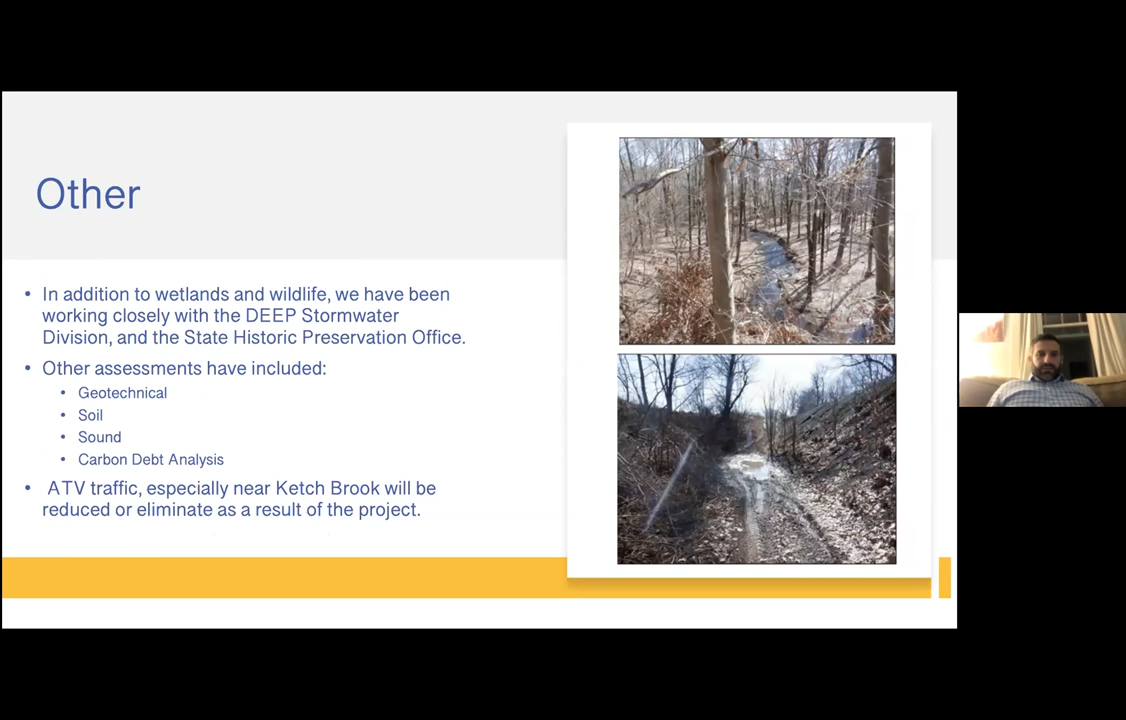 Other
• In addition to wetlands and wildlife, we have been
working closely with the DEEP Stormwater
Division, and the State Historic Preservation Office.
• Other assessments have included:
• Geotechnical
• Soil
• Sound
• Carbon Debt Analysis
• ATV traffic, especially near Ketch Brook will be
reduced or eliminate as a result of the project.